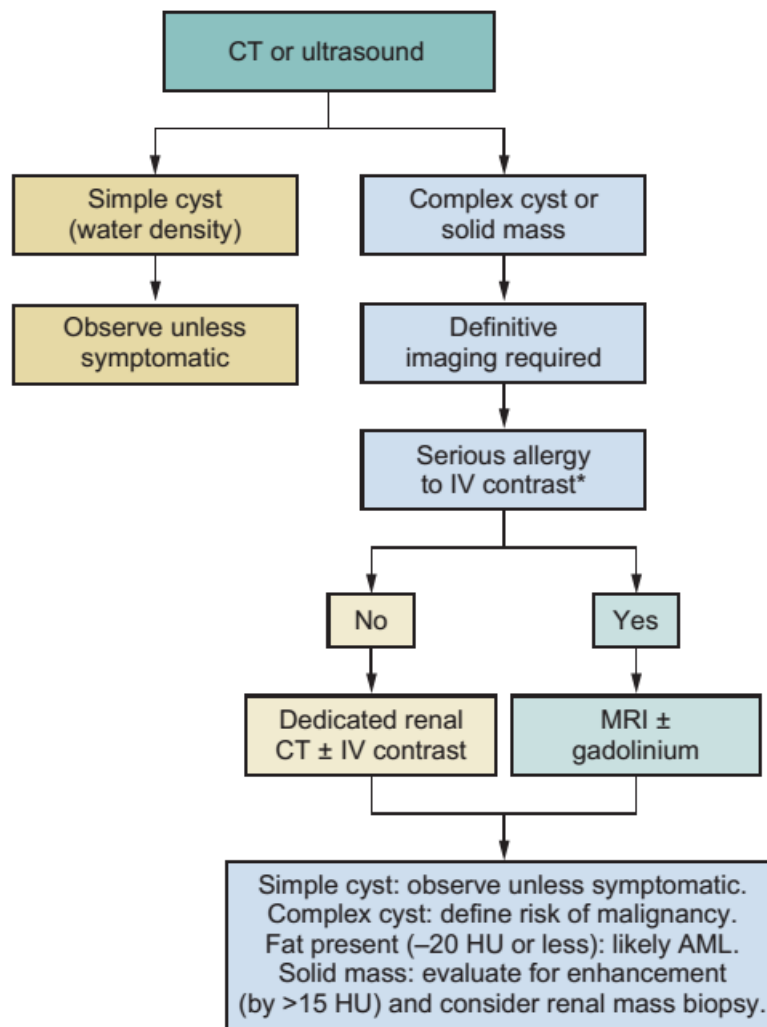 CT or ultrasound
Simple cyst
(water density)
Complex cyst or
solid mass
Observe unless
symptomatic
Definitive
imaging required
Serious allergy
to IV contrast*
No
Yes
Dedicated renal
CT ± IV contrast
MRI ±
gadolinium
Simple cyst: observe unless symptomatic.
Complex cyst: define risk of malignancy.
Fat present (–20 HU or less): likely AML.
Solid mass: evaluate for enhancement
(by >15 HU) and consider renal mass biopsy.